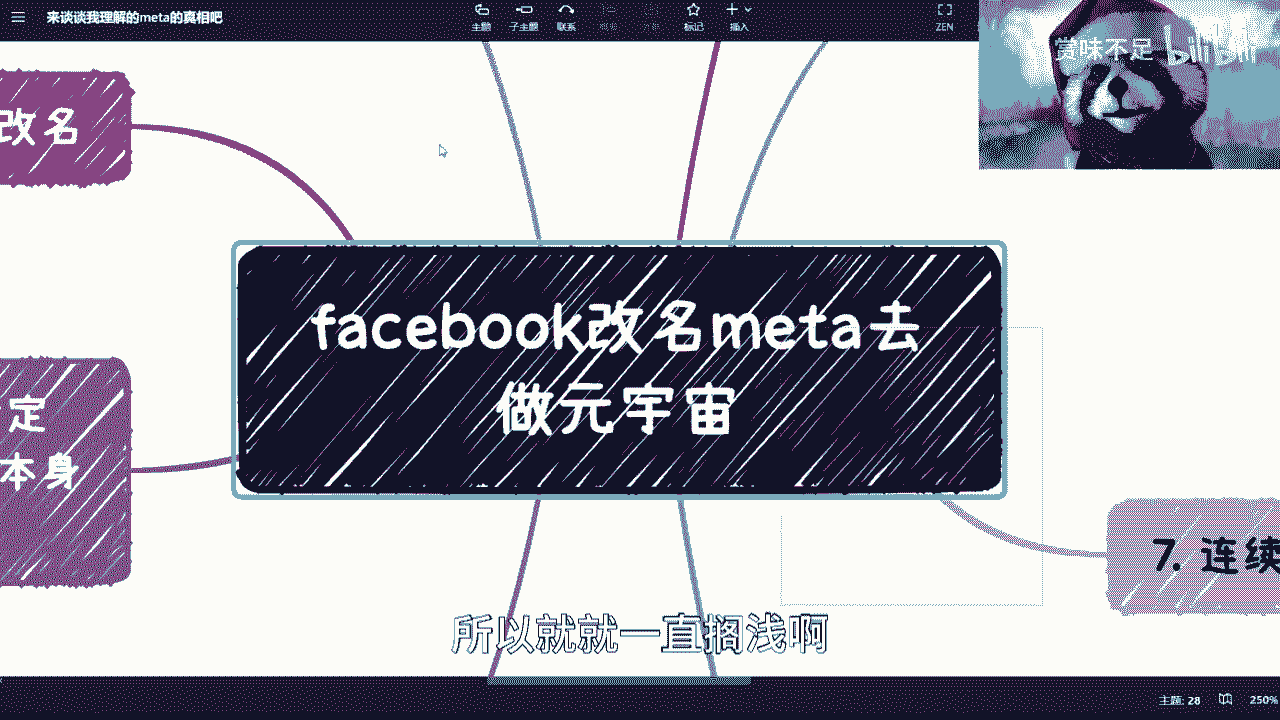 来谈谈我理解的meta的真相吧
主题
子主题
联系
标记
插入
ZEN
赏味不足 bilibili
改名
facebook改名meta去
做元宇宙
定
本身
7. 连续
所以就就一直搁浅啊
主题: 28
250%